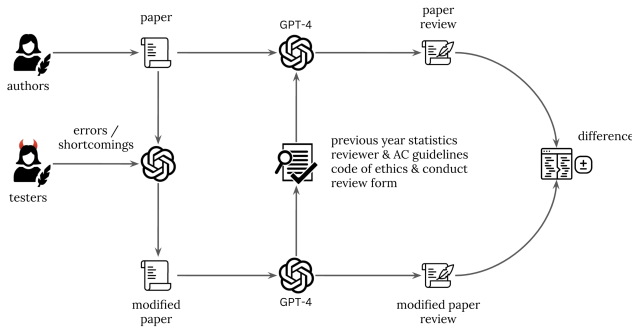 paper
GPT-4
paper
review
authors
errors /
shortcomings
testers
previous year statistics
reviewer & AC guidelines
code of ethics & conduct
review form
difference
±
modified
paper
GPT-4
modified paper
review